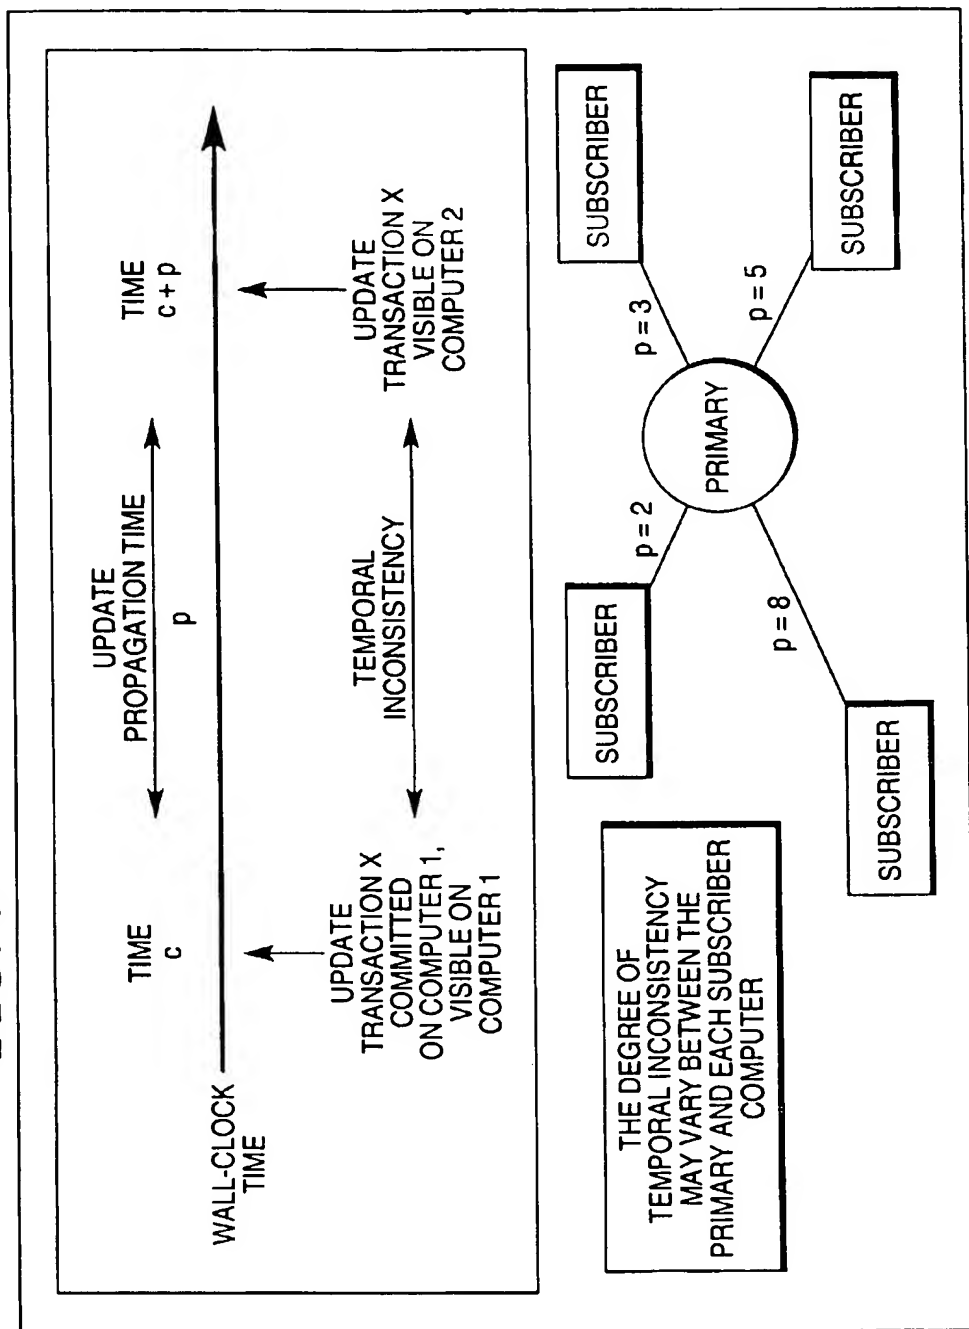 TIME
c
UPDATE
PROPAGATION TIME
p
TIME
c + p
WALL-CLOCK
TIME
UPDATE
TRANSACTION X
COMMITTED
ON COMPUTER 1,
VISIBLE ON
COMPUTER 1
TEMPORAL
INCONSISTENCY
UPDATE
TRANSACTION X
VISIBLE ON
COMPUTER 2
THE DEGREE OF
TEMPORAL INCONSISTENCY
MAY VARY BETWEEN THE
PRIMARY AND EACH SUBSCRIBER
COMPUTER
SUBSCRIBER
p = 2
SUBSCRIBER
p = 3
PRIMARY
SUBSCRIBER
p = 8
SUBSCRIBER
p = 5